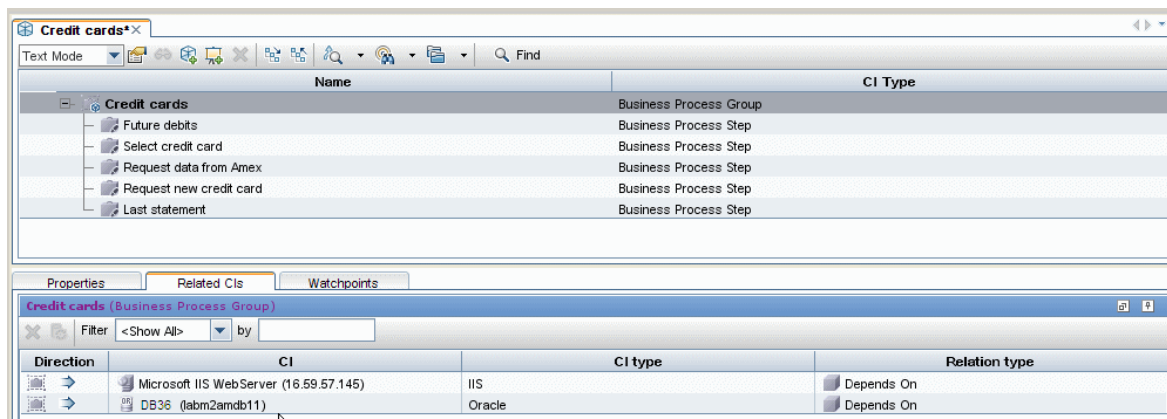 Credit cards*
Text Mode Find
Name CI Type
Credit cards Business Process Group
Future debits Business Process Step
Select credit card Business Process Step
Request data from Amex Business Process Step
Request new credit card Business Process Step
Last statement Business Process Step
Properties Related CIs Watchpoints
Credit cards (Business Process Group)
Filter <Show All> by
Direction CI CI type Relation type
Microsoft IIS WebServer (16.59.57.145) IIS Depends On
DB36 (labm2amdb11) Oracle Depends On